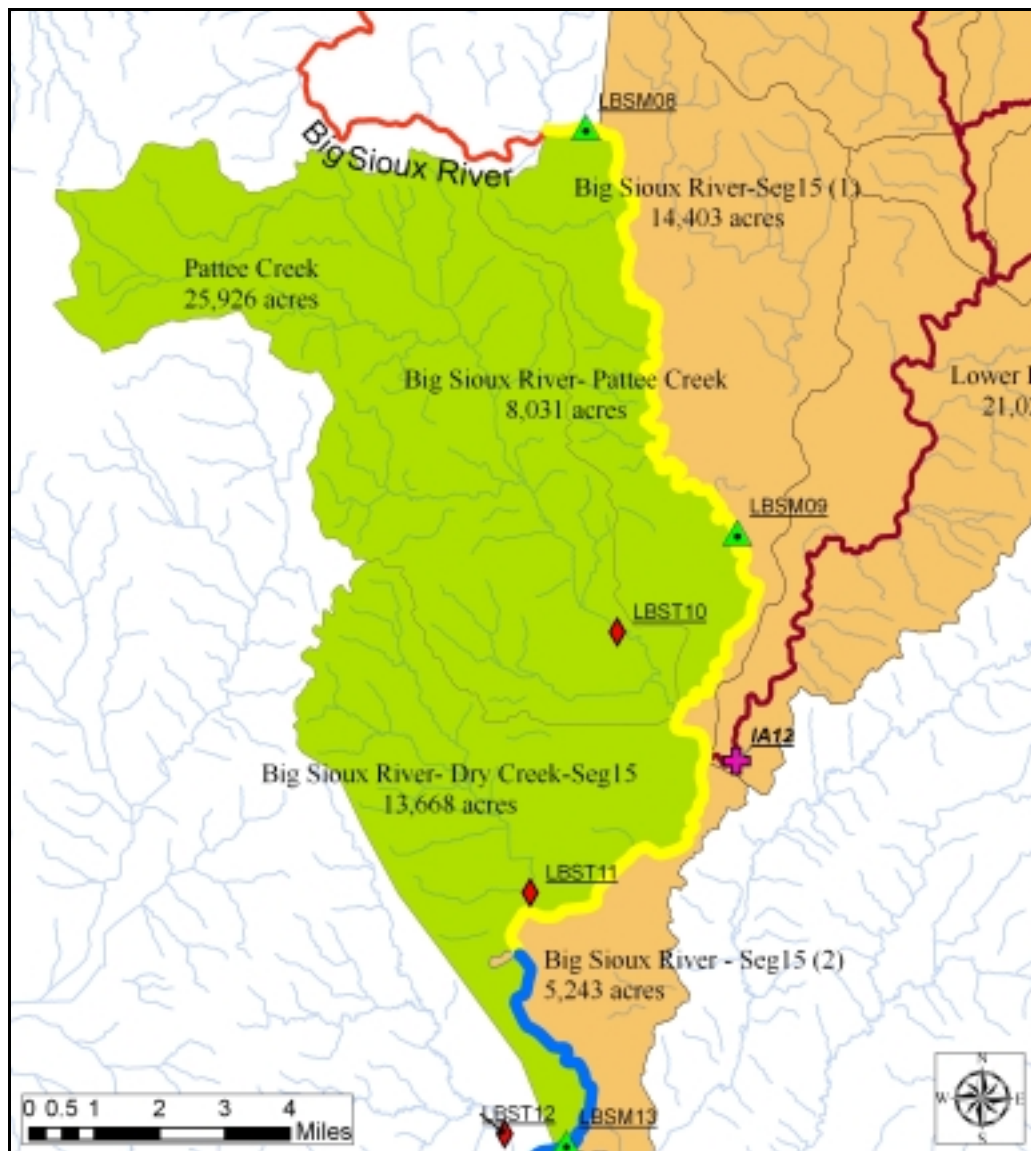 LBSM08
Big Sioux River
Big Sioux River-Seg15 (1)
14,403 acres
Pattee Creek
25,926 acres
Big Sioux River- Pattee Creek
8,031 acres
Lower
LBSM09
LBST10
IA12
Big Sioux River- Dry Creek-Seg15
13,668 acres
LBST11
Big Sioux River - Seg15 (2)
5,243 acres
N
W E
S
0 0.5 1 2 3 4
Miles
LBST12
LBSM13